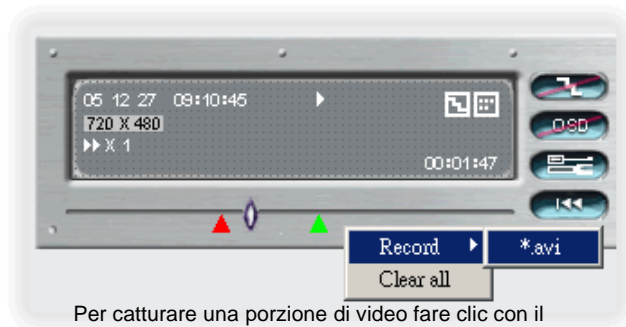 05 12 27 09:10:45
720 X 480
X 1
00:01:47
OSD
Record *.avi
Clear all
Per catturare una porzione di video fare clic con il